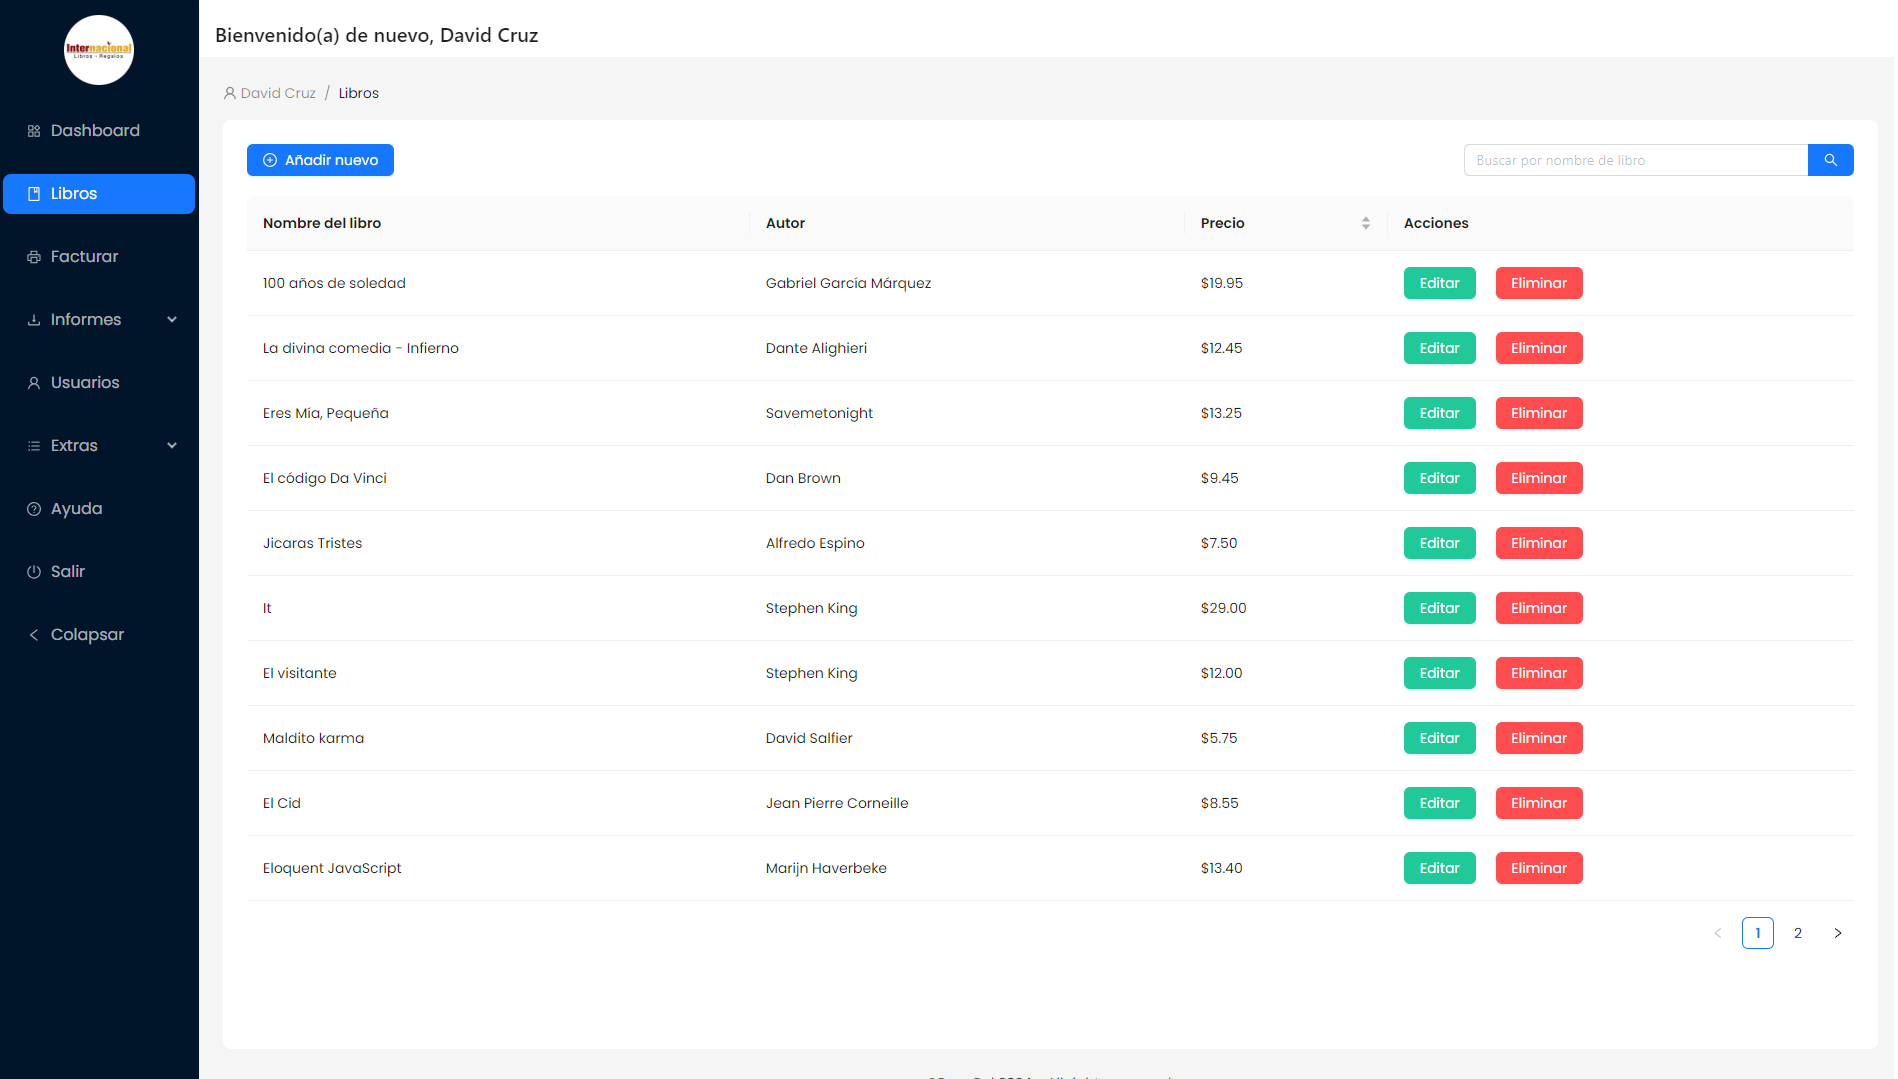 Internacional
Libros - Regalos
Bienvenido(a) de nuevo, David Cruz
David Cruz / Libros
Dashboard
Libros
Facturar
Informes
Usuarios
Extras
Ayuda
Salir
Colapsar
Añadir nuevo
Buscar por nombre de libro
Nombre del libro Autor Precio Acciones
100 años de soledad Gabriel García Márquez $19.95 Editar Eliminar
La divina comedia - Infierno Dante Alighieri $12.45 Editar Eliminar
Eres Mía, Pequeña Savemetonight $13.25 Editar Eliminar
El código Da Vinci Dan Brown $9.45 Editar Eliminar
Jicaras Tristes Alfredo Espino $7.50 Editar Eliminar
It Stephen King $29.00 Editar Eliminar
El visitante Stephen King $12.00 Editar Eliminar
Maldito karma David Salfier $5.75 Editar Eliminar
El Cid Jean Pierre Corneille $8.55 Editar Eliminar
Eloquent JavaScript Marijn Haverbeke $13.40 Editar Eliminar
< 1 2 >